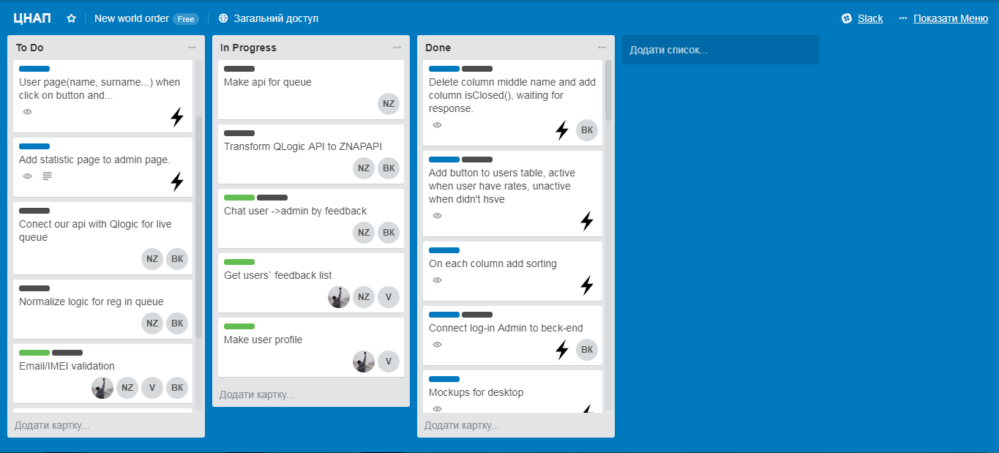 ЦНАП
New world order Free
Загальний доступ
Slack
Показати Меню
To Do
User page(name, surname...) when
click on button and...
Add statistic page to admin page.
Conect our api with Qlogic for live
queue
NZ BK
Normalize logic for reg in queue
NZ BK
Email/IMEI validation
NZ V BK
Додати картку...
In Progress
Make api for queue
NZ
Transform QLogic API to ZNAPAPI
NZ BK
Chat user ->admin by feedback
NZ BK
Get users` feedback list
NZ V
Make user profile
V
Додати картку...
Done
Delete column middle name and add
column isClosed(), waiting for
response.
BK
Add button to users table, active
when user have rates, unactive
when didn't hsve
On each column add sorting
Connect log-in Admin to beck-end
BK
Mockups for desktop
Додати картку...
Додати список...